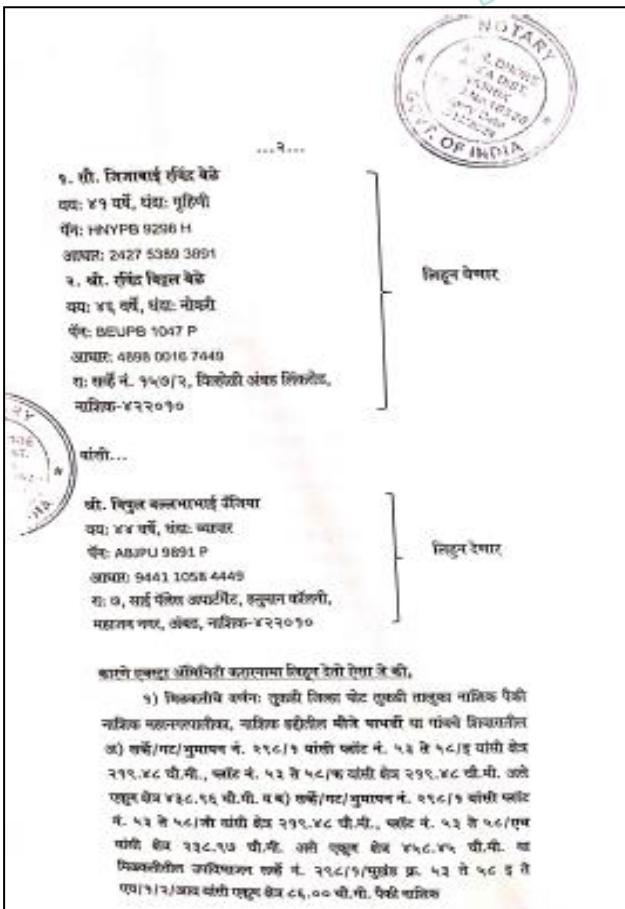 NOTARY
GOVT. OF INDIA
...२...
१. सौ. जिजाबाई रविंद्र बेळे
वय: ४१ वर्षे, धंदा: गृहिणी
पॅन: HNYPB 9298 H
आधार: 2427 5389 3891
२. श्री. रविंद्र विठ्ठल बेळे
वय: ४६ वर्षे, धंदा: नोकरी
पॅन: BEUPB 1047 P
आधार: 4898 0016 7449
रा: सर्व्हे नं. १५७/२, विल्होळी अंबड लिंकरोड,
नाशिक-४२२०१०
लिहून घेणार
यांसी...
श्री. विपुल वल्लभभाई
वय: ४४ वर्षे, धंदा: व्यापार
पॅन: ABJPU 9891 P
आधार: 9441 1058 4449
रा: ७, साई पॅलेस अपार्टमेंट, हनुमान कॉलनी,
महाजन नगर, अंबड, नाशिक-४२२०१०
लिहून देणार
कारणे एक्स्ट्रा ॲमिनिटी करारनामा लिहून देतो ऐसा जे की,
१) मिळकतीचे वर्णन: तुकडी जिल्हा पोट तुकडी तालुका नाशिक पैकी
नाशिक महानगरपालीका, नाशिक हद्दीतील मौजे पाथर्डी या गांवचे शिवारातील
अ) सर्व्हे/गट/भुमापन नं. २९८/१ यांसी प्लॉट नं. ५३ ते ५८/इ यांसी क्षेत्र
२१९.४८ चौ.मी., प्लॉट नं. ५३ ते ५८/फ यांसी क्षेत्र २१९.४८ चौ.मी. असे
एकुण क्षेत्र ४३८.९६ चौ.मी. व ब) सर्व्हे/गट/भुमापन नं. २९८/१ यांसी प्लॉट
नं. ५३ ते ५८/जी यांसी क्षेत्र २१९.४८ चौ.मी., प्लॉट नं. ५३ ते ५८/एच
यांसी क्षेत्र २३८.९७ चौ.मी. असे एकुण क्षेत्र ४५८.४५ चौ.मी. या
मिळकतीतील उपविभाजन सर्व्हे नं. २९८/१/भुखंड क्र. ५३ ते ५८ इ ते
एच/१/२/आय यांसी एकुण क्षेत्र ८६.०० चौ.मी. पैकी नाशिक